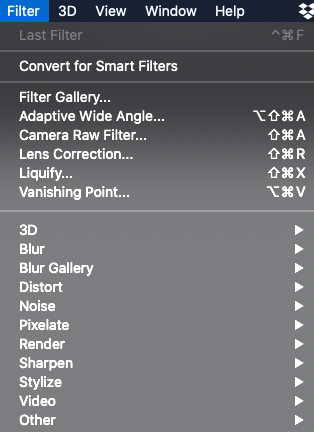 Filter 3D View Window Help
Last Filter ⌃⌘F
Convert for Smart Filters
Filter Gallery...
Adaptive Wide Angle... ⌥⇧⌘A
Camera Raw Filter... ⇧⌘A
Lens Correction... ⇧⌘R
Liquify... ⇧⌘X
Vanishing Point... ⌥⌘V
3D ▶
Blur ▶
Blur Gallery ▶
Distort ▶
Noise ▶
Pixelate ▶
Render ▶
Sharpen ▶
Stylize ▶
Video ▶
Other ▶